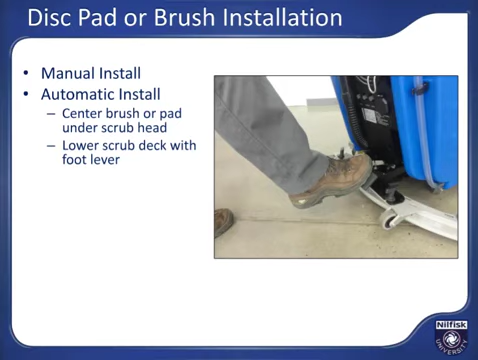 Disc Pad or Brush Installation
• Manual Install
• Automatic Install
– Center brush or pad
under scrub head
– Lower scrub deck with
foot lever
Nilfisk
UNIVERSITY